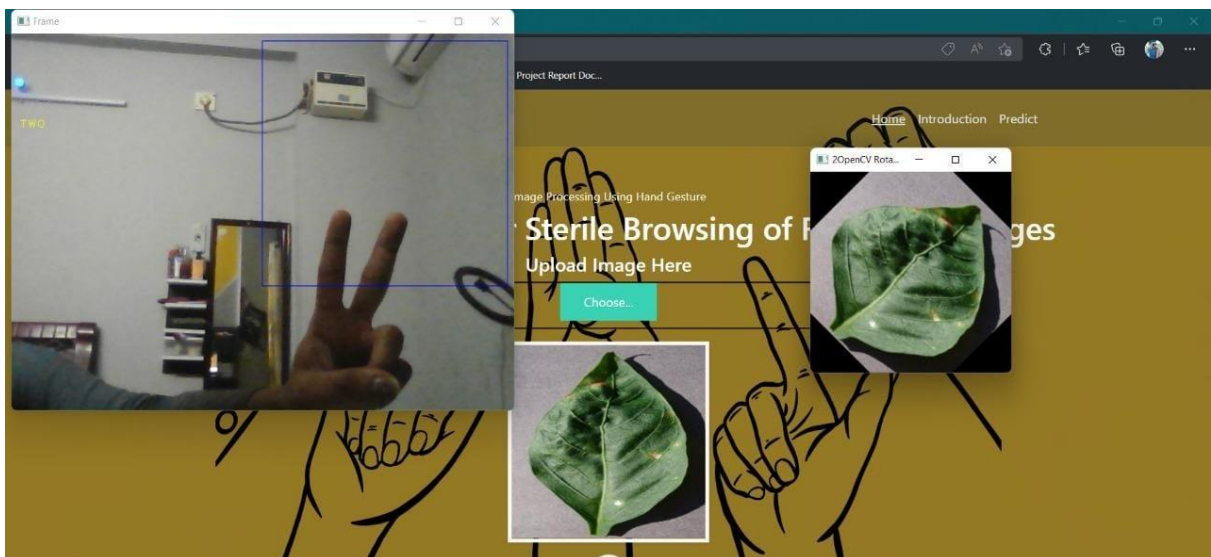 Frame
Project Report Doc...
TWO
Home Introduction Predict
2OpenCV Rota...
mage Processing Using Hand Gesture
Sterile Browsing of
ges
Upload Image Here
Choose...